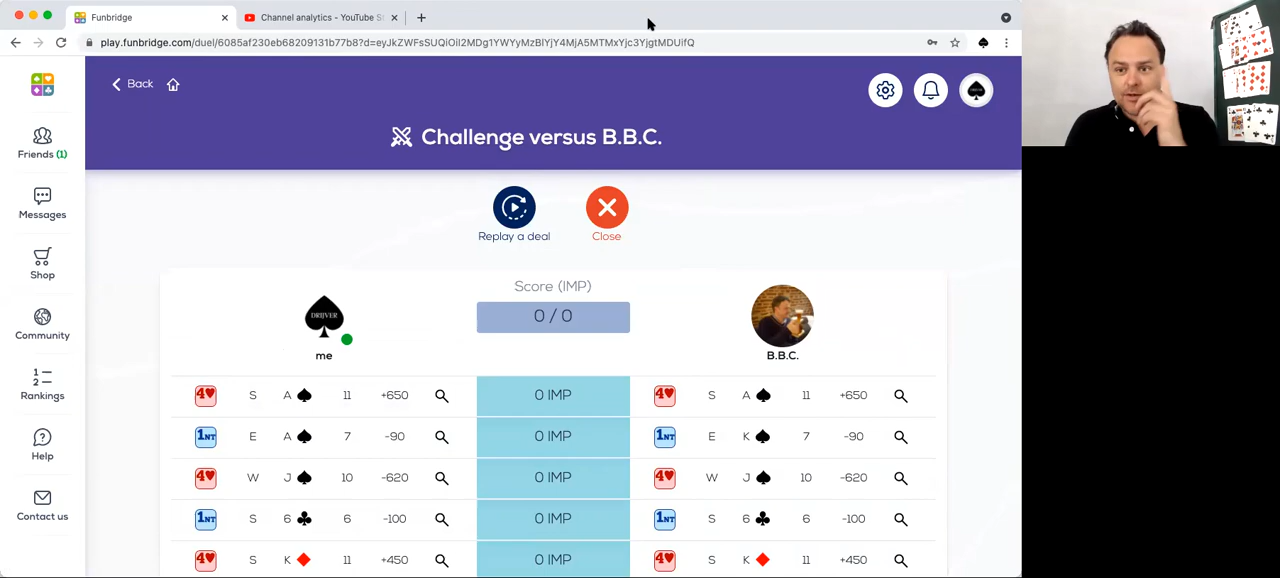 Funbridge
Channel analytics - YouTube S
play.funbridge.com/duel/6085af230eb68209131b77b8?d=eyJkZWFsSUQiOiI2MDg1YWYyMzBlYjY4MjA5MTMxYjc3YjgtMDUifQ
Back
Challenge versus B.B.C.
Friends (1)
Messages
Shop
Community
1
2
Rankings
Help
Contact us
Replay a deal
Close
Score (IMP)
0 / 0
DRIJVER
me
B.B.C.
4♥ S A♠ 11 +650 0 IMP 4♥ S A♠ 11 +650
1NT E A♠ 7 -90 0 IMP 1NT E K♠ 7 -90
4♥ W J♠ 10 -620 0 IMP 4♥ W J♠ 10 -620
1NT S 6♣ 6 -100 0 IMP 1NT S 6♣ 6 -100
4♥ S K♦ 11 +450 0 IMP 4♥ S K♦ 11 +450